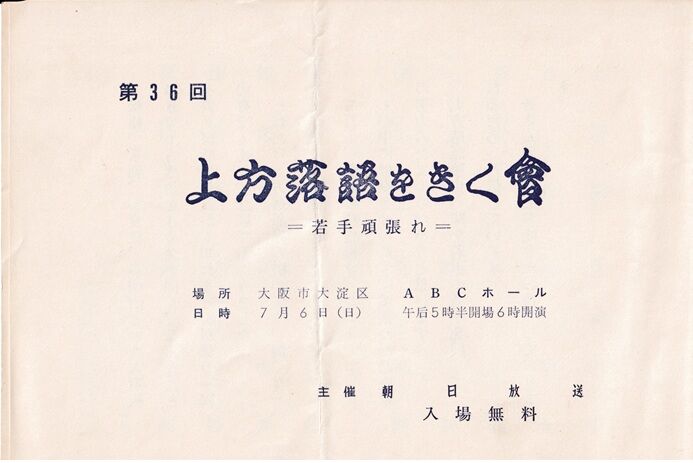 第36回
上方落語をきく會
＝若手頑張れ＝
場所 大阪市大淀区 ABCホール
日時 7月6日(日) 午后5時半開場6時開演
主催 朝日放送
入場無料